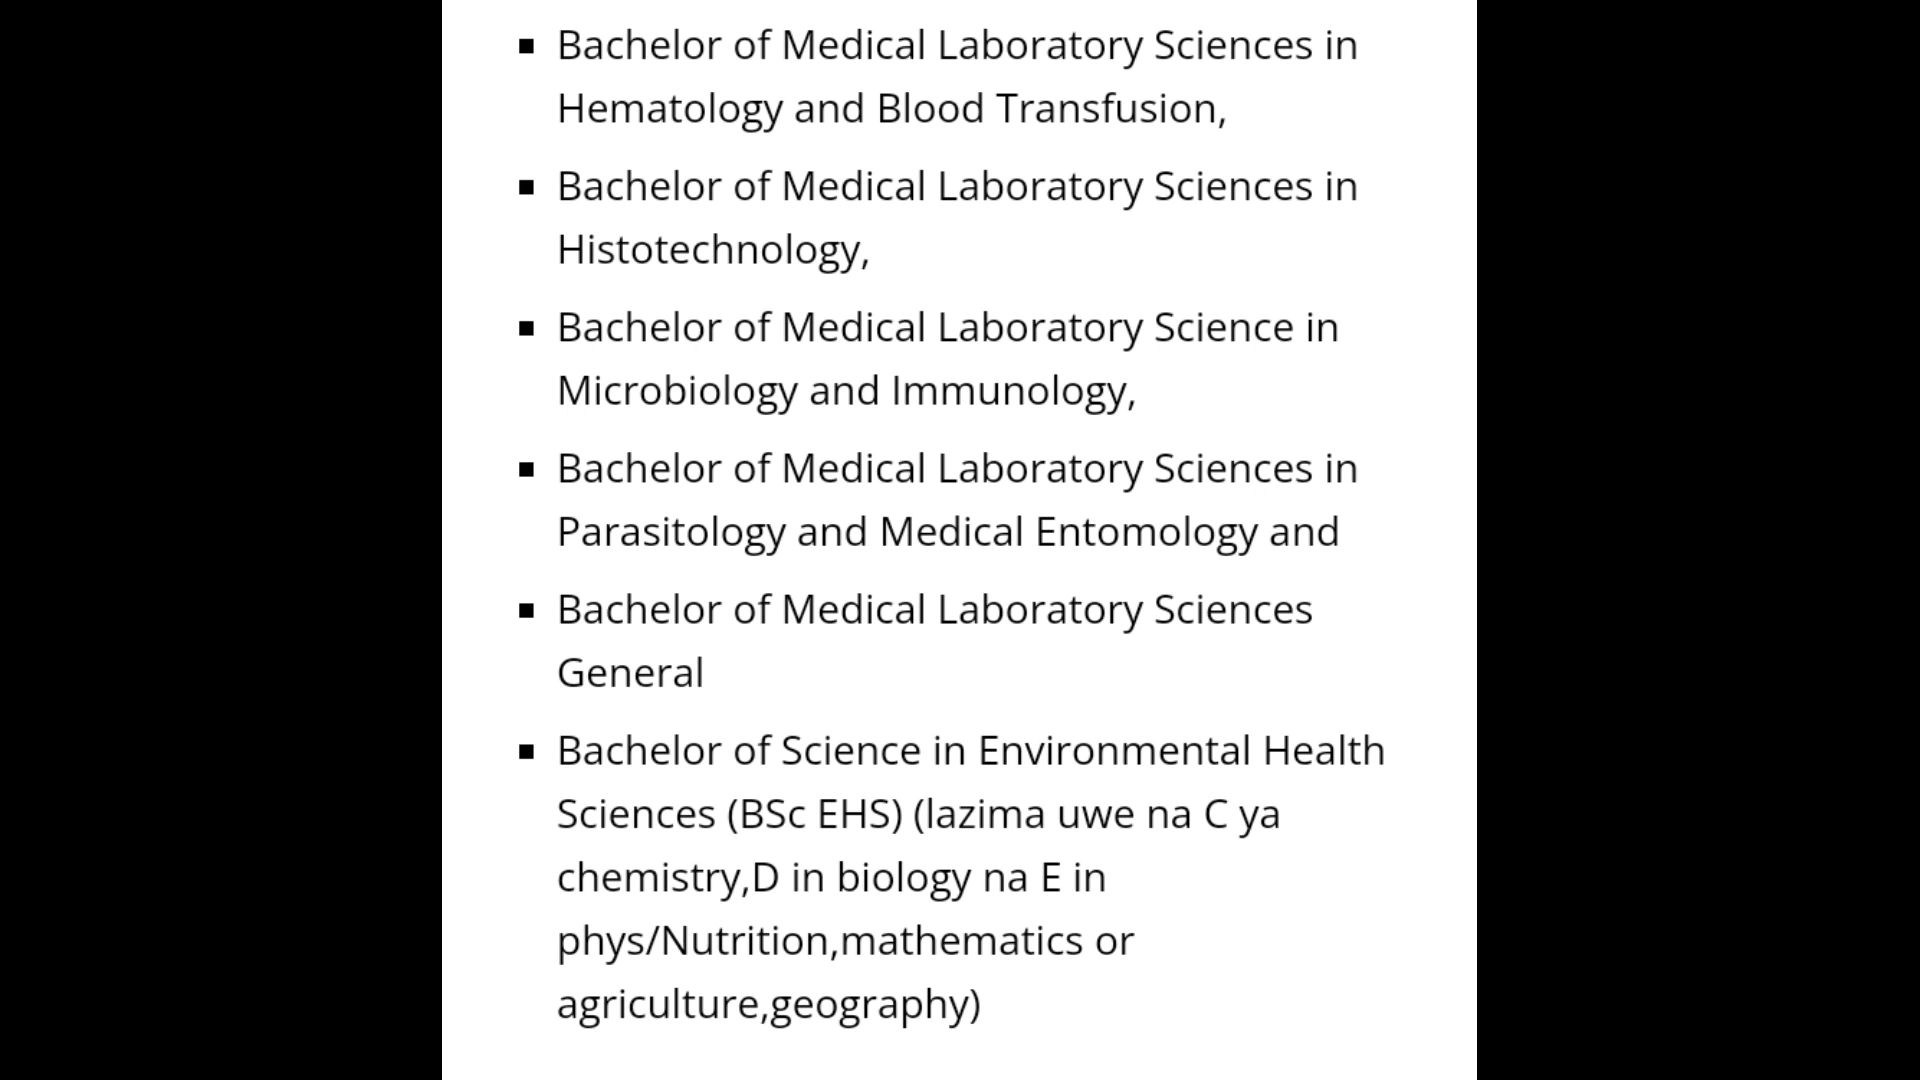 Bachelor of Medical Laboratory Sciences in
Hematology and Blood Transfusion,
Bachelor of Medical Laboratory Sciences in
Histotechnology,
Bachelor of Medical Laboratory Science in
Microbiology and Immunology,
Bachelor of Medical Laboratory Sciences in
Parasitology and Medical Entomology and
Bachelor of Medical Laboratory Sciences
General
Bachelor of Science in Environmental Health
Sciences (BSc EHS) (lazima uwe na C ya
chemistry,D in biology na E in
phys/Nutrition,mathematics or
agriculture,geography)